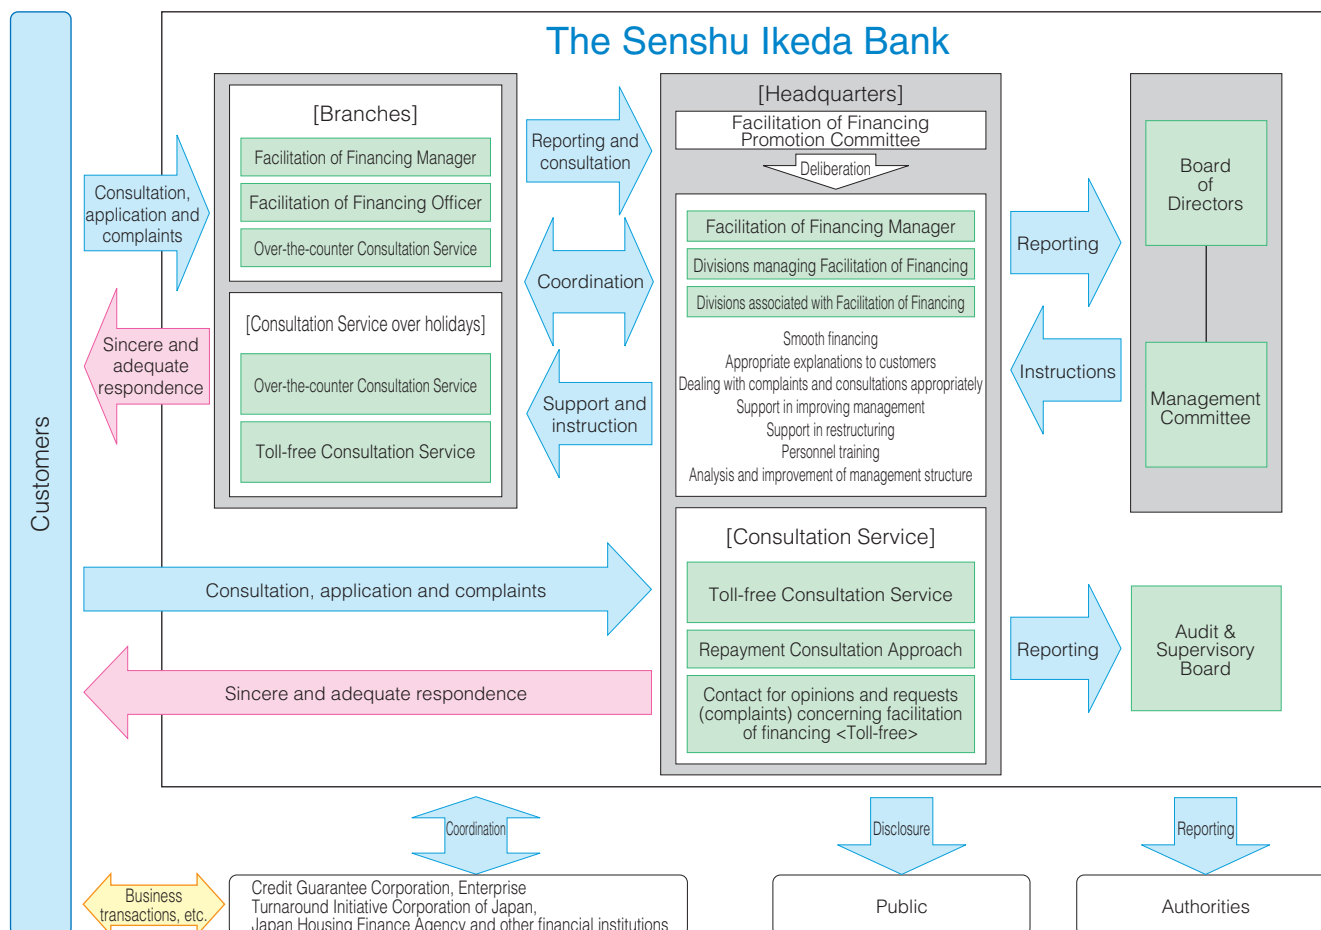 The Senshu Ikeda Bank
Customers
Consultation,
application and
complaints
Sincere and
adequate
respondence
[Branches]
Facilitation of Financing Manager
Facilitation of Financing Officer
Over-the-counter Consultation Service
[Consultation Service over holidays]
Over-the-counter Consultation Service
Toll-free Consultation Service
Reporting and
consultation
Coordination
Support and
instruction
[Headquarters]
Facilitation of Financing
Promotion Committee
Deliberation
Facilitation of Financing Manager
Divisions managing Facilitation of Financing
Divisions associated with Facilitation of Financing
Smooth financing
Appropriate explanations to customers
Dealing with complaints and consultations appropriately
Support in improving management
Support in restructuring
Personnel training
Analysis and improvement of management structure
Reporting
Instructions
Board
of
Directors
Management
Committee
Consultation, application and complaints
Sincere and adequate respondence
[Consultation Service]
Toll-free Consultation Service
Repayment Consultation Approach
Contact for opinions and requests
(complaints) concerning facilitation
of financing <Toll-free>
Reporting
Audit &
Supervisory
Board
Coordination
Disclosure
Reporting
Business
transactions, etc.
Credit Guarantee Corporation, Enterprise
Turnaround Initiative Corporation of Japan,
Japan Housing Finance Agency and other financial institutions
Public
Authorities